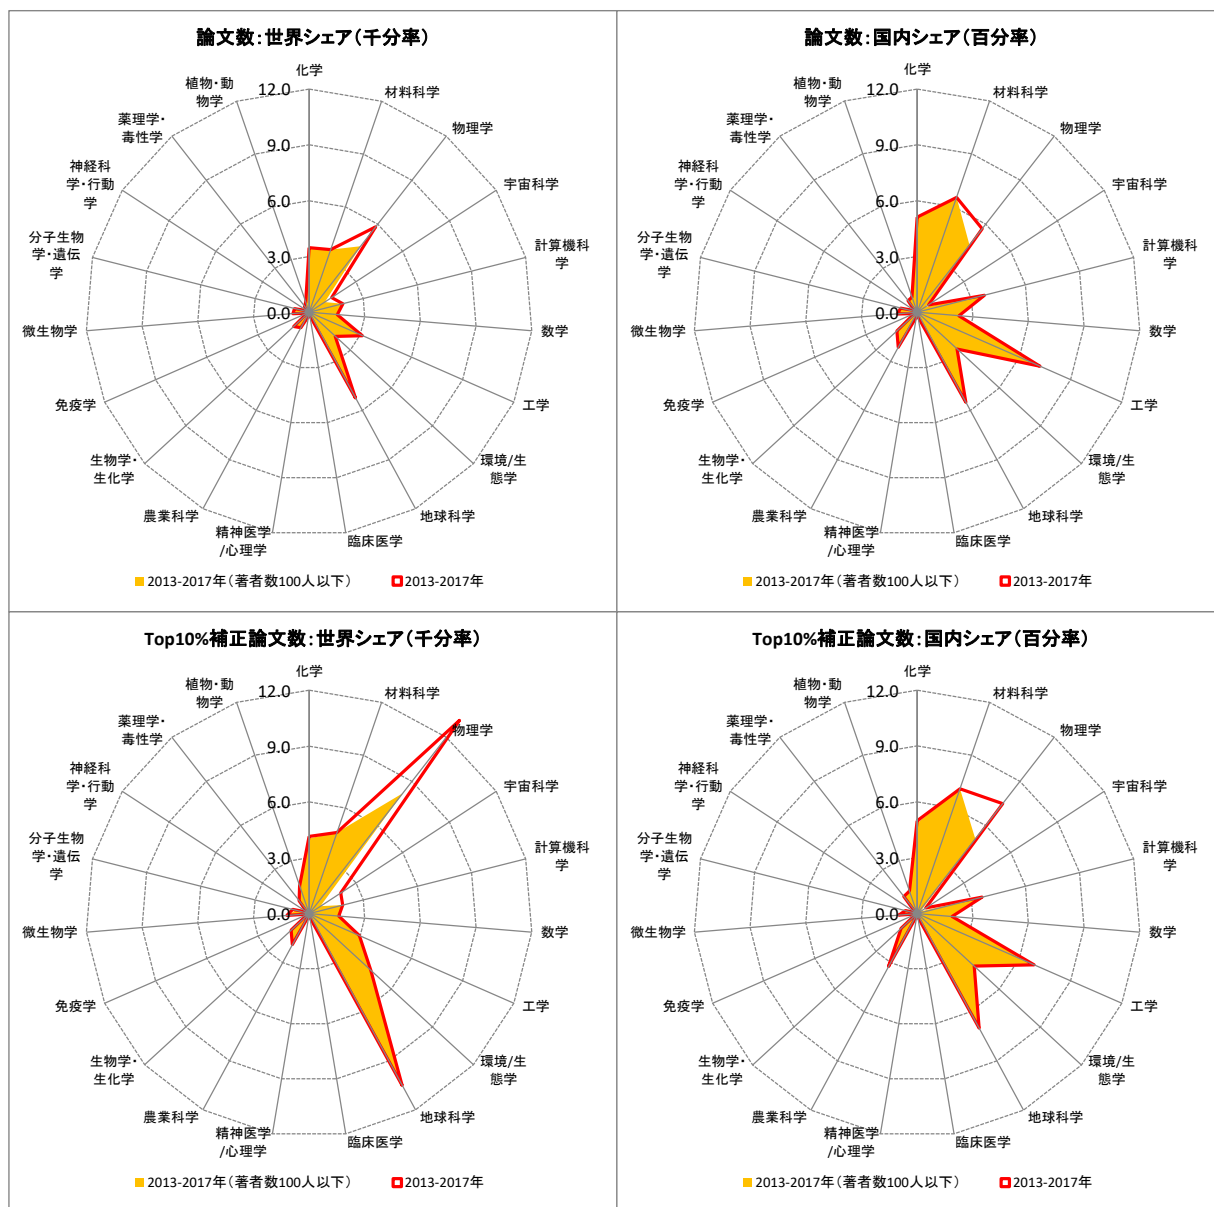 論文数：世界シェア（千分率）
化学
材料科学
物理学
宇宙科学
計算機科
学
数学
工学
環境/生
態学
地球科学
臨床医学
精神医学
/心理学
農業科学
生物学・
生化学
免疫学
微生物学
分子生物
学・遺伝
学
神経科
学・行動
学
薬理学・
毒性学
植物・動
物学
12.0
9.0
6.0
3.0
0.0
2013-2017年（著者数100人以下）
2013-2017年
論文数：国内シェア（百分率）
化学
材料科学
物理学
宇宙科学
計算機科
学
数学
工学
環境/生
態学
地球科学
臨床医学
精神医学
/心理学
農業科学
生物学・
生化学
免疫学
微生物学
分子生物
学・遺伝
学
神経科
学・行動
学
薬理学・
毒性学
植物・動
物学
12.0
9.0
6.0
3.0
0.0
2013-2017年（著者数100人以下）
2013-2017年
Top10%補正論文数：世界シェア（千分率）
化学
材料科学
物理学
宇宙科学
計算機科
学
数学
工学
環境/生
態学
地球科学
臨床医学
精神医学
/心理学
農業科学
生物学・
生化学
免疫学
微生物学
分子生物
学・遺伝
学
神経科
学・行動
学
薬理学・
毒性学
植物・動
物学
12.0
9.0
6.0
3.0
0.0
2013-2017年（著者数100人以下）
2013-2017年
Top10%補正論文数：国内シェア（百分率）
化学
材料科学
物理学
宇宙科学
計算機科
学
数学
工学
環境/生
態学
地球科学
臨床医学
精神医学
/心理学
農業科学
生物学・
生化学
免疫学
微生物学
分子生物
学・遺伝
学
神経科
学・行動
学
薬理学・
毒性学
植物・動
物学
12.0
9.0
6.0
3.0
0.0
2013-2017年（著者数100人以下）
2013-2017年